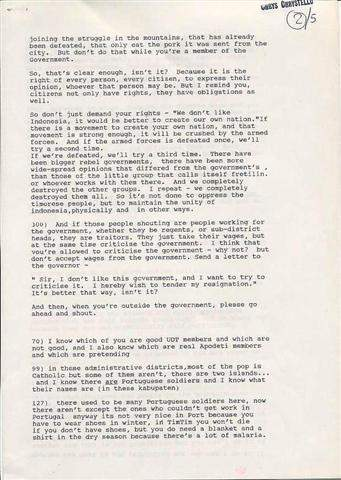 CHRYS CHRYSTELLO
2/5
joining the struggle in the mountains, that has already
been defeated, that only eat the pork it was sent from the
city. But don't do that while you're a member of the
Government.
So, that's clear enough, isn't it? Because it is the
right of every person, every citizen, to express their
opinion, whoever that person may be. But I remind you,
citizens not only have rights, they have obligations as
well.
So don't just demand your rights - "We don't like
Indonesia, it would be better to create our own nation."If
there is a movement to create your own nation, and that
movement is strong enough, it will be crushed by the armed
forces. And if the armed forces is defeated once, we'll
try a second time.
If we're defeated, we'll try a third time. There have
been bigger rebel governments, there have been more
wide-spread opinions that differed from the government's ,
than those of the little group that calls itself fretilin.
or whoever works with them there. And we completely
destroyed the other groups. I repeat - we completely
destroyed them all. So it's not done to oppress the
timorese people, but to maintain the unity of
indonesia,physically and in other ways.
309) And if those people shouting are people working for
the government, whether they be regents, or sub-district
heads, they are traitors. They just take their wages, but
at the same time criticise the government. I think that
you're allowed to criticise the government - why not? but
don't accept wages from the government. Send a letter to
the governor -
" Sir, I don't like this government, and I want to try to
criticise it. I hereby wish to tender my resignation."
It's better that way, isn't it?
And then, when you're outside the government, please go
ahead and shout.
70) I know which of you are good UDT members and which are
not good, and I also know which are real Apodeti members
and which are pretending
99) in these administrative districts,most of the pop is
Catholic but some of them aren't, there are two islands...
and I know there are Portuguese soldiers and I know what
their names are (in these kabupaten)
127) there used to be many Portuguese soldiers here, now
there aren't except the ones who couldn't get work in
Portugal anyway its not very nice in Port because you
have to wear shoes in winter, in TimTim you won't die
if you don't have shoes, but you do need a blanket and a
shirt in the dry season because there's a lot of malaria.